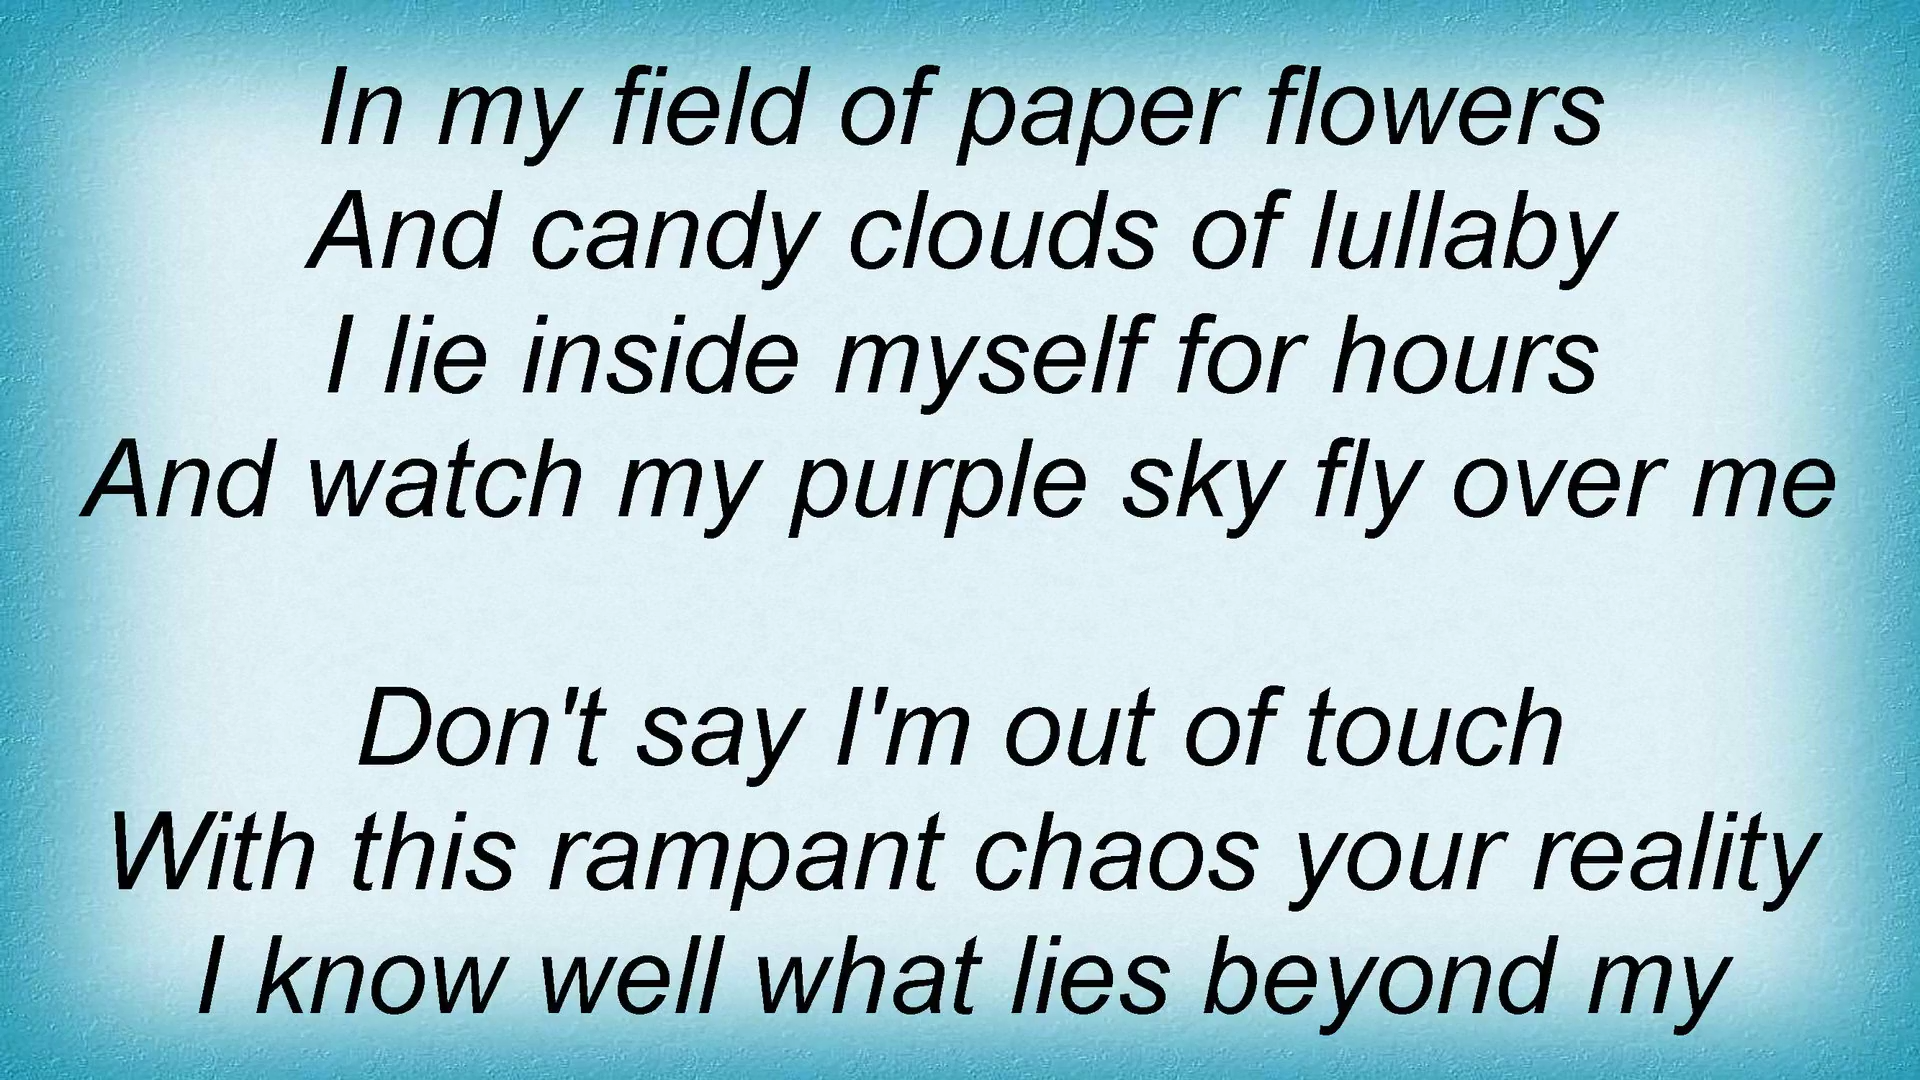 In my field of paper flowers
And candy clouds of lullaby
I lie inside myself for hours
And watch my purple sky fly over me
Don't say I'm out of touch
With this rampant chaos your reality
I know well what lies beyond my